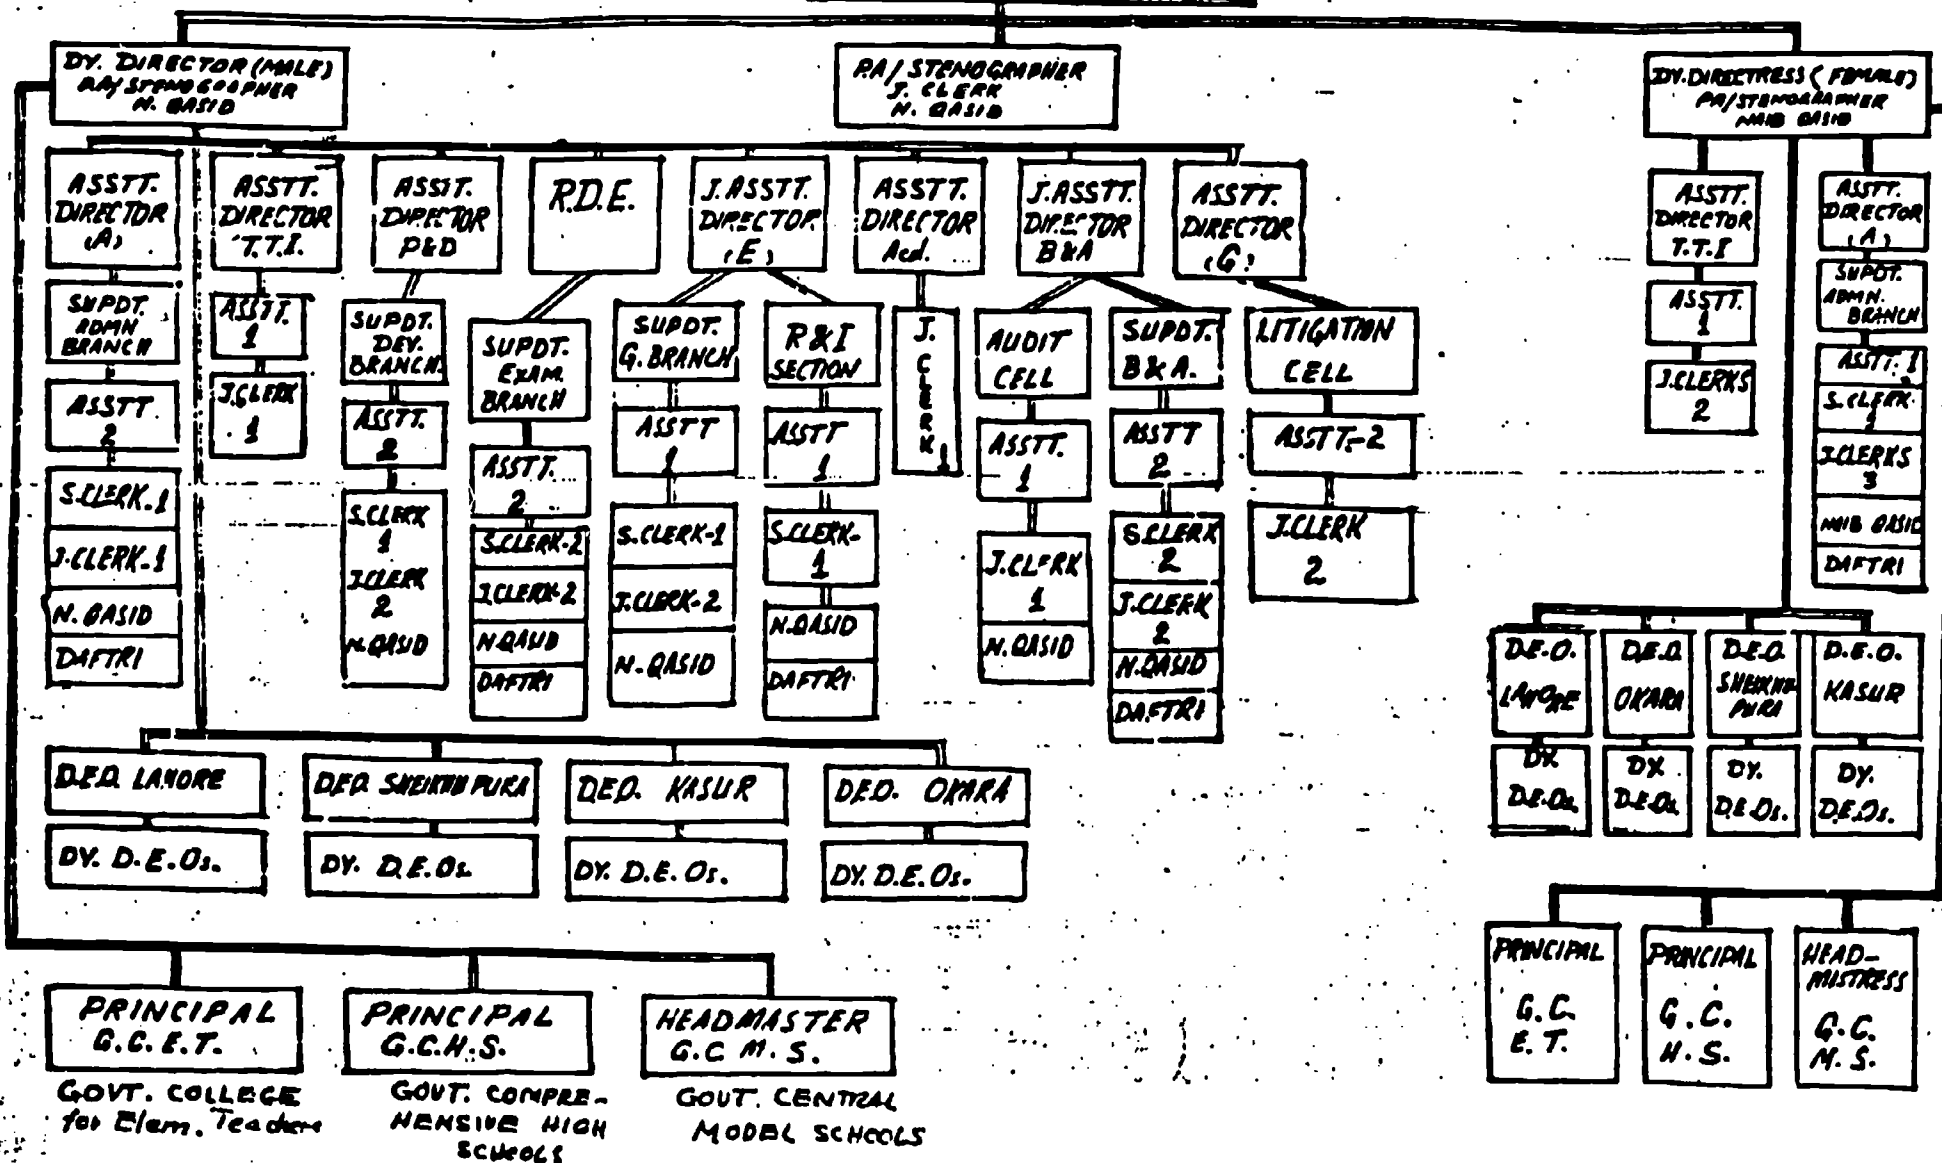 DY. DIRECTOR (MALE)
P.A/ STENOGRAPHER
N. QASID
P.A / STENOGRAPHER
J. CLERK
N. QASID
DY. DIRECTRESS ( FEMALE)
PA/STENOGRAPHER
NAIB QASID
ASSTT.
DIRECTOR
(A)
ASSTT.
DIRECTOR
T.T.I.
ASSTT.
DIRECTOR
P&D
R.D.E.
J. ASSTT.
DIRECTOR
(E)
ASSTT.
DIRECTOR
Acd.
J. ASSTT.
DIRECTOR
B&A
ASSTT.
DIRECTOR
(G)
ASSTT.
DIRECTOR
T.T.I
ASSTT.
DIRECTOR
(A)
SUPDT.
ADMN
BRANCH
ASSTT
2
S.CLERK-1
J.CLERK-1
N. QASID
DAFTRI
ASSTT.
1
J.CLERK
1
SUPDT.
DEV.
BRANCH.
ASSTT.
2
S.CLERK
1
J.CLERK
2
N.QASID
SUPDT.
EXAM.
BRANCH
ASSTT.
2
S.CLERK-2
J.CLERK-2
N.QASID
DAFTRI
SUPDT.
G. BRANCH
ASSTT
1
S.CLERK-1
J.CLERK-2
N. QASID
R & I
SECTION
ASSTT
1
S.CLERK-
1
N.QASID
DAFTRI
J.
C
L
E
R
K
1
AUDIT
CELL
ASSTT.
1
J.CLERK
1
N.QASID
SUPDT.
B & A.
ASSTT
2
S.CLERK
2
J.CLERK
2
N.QASID
DAFTRI
LITIGATION
CELL
ASSTT.-2
J.CLERK
2
ASSTT.
1
J.CLERKS
2
SUPDT.
ADMN.
BRANCH
ASSTT. 1
S.CLERK
1
J.CLERKS
3
NAIB QASID
DAFTRI
D.E.O.
LAHORE
D.E.O
OKARA
D.E.O.
SHEIKHU
PURA
D.E.O.
KASUR
DY.
D.E.Os.
DY.
D.E.Os.
DY.
D.E.Os.
DY.
D.E.Os.
D.E.O. LAHORE
D.E.O. SHEIKHUPURA
D.E.O. KASUR
D.E.O. OKARA
DY. D.E.Os.
DY. D.E.Os.
DY. D.E.Os.
DY. D.E.Os.
PRINCIPAL
G.C.E.T.
PRINCIPAL
G.C.H.S.
HEADMASTER
G.C M.S.
PRINCIPAL
G.C.
E. T.
PRINCIPAL
G.C.
H.S.
HEAD-
MISTRESS
G.C.
M.S.
GOVT. COLLEGE
for Elem. Teachers
GOVT. COMPRE-
HENSIVE HIGH
SCHOOLS
GOVT. CENTRAL
MODEL SCHOOLS